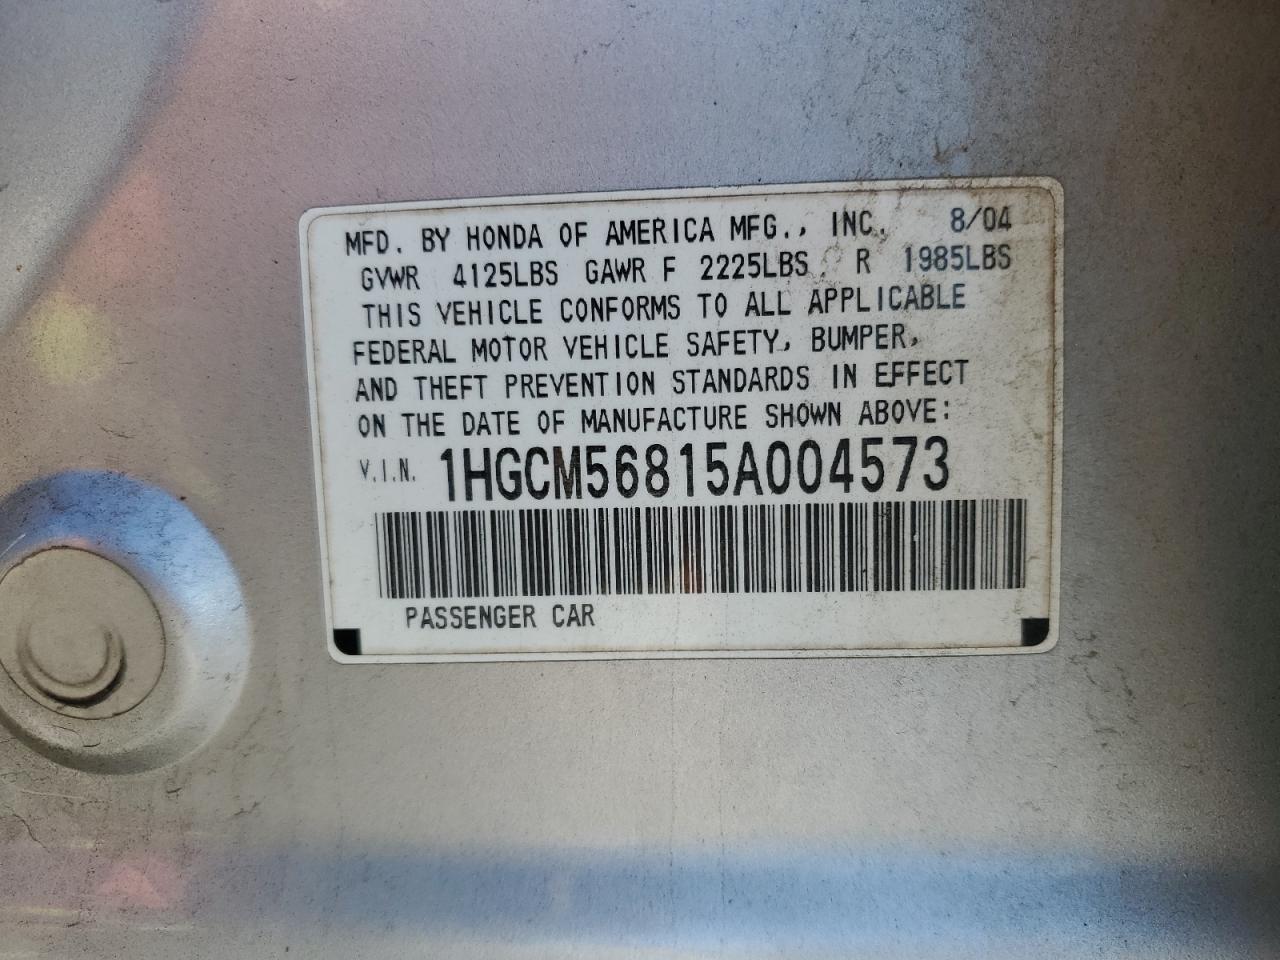 MFD. BY HONDA OF AMERICA MFG., INC. 8/04
GVWR 4125LBS GAWR F 2225LBS R 1985LBS
THIS VEHICLE CONFORMS TO ALL APPLICABLE
FEDERAL MOTOR VEHICLE SAFETY, BUMPER,
AND THEFT PREVENTION STANDARDS IN EFFECT
ON THE DATE OF MANUFACTURE SHOWN ABOVE:
V.I.N. 1HGCM56815A004573
PASSENGER CAR